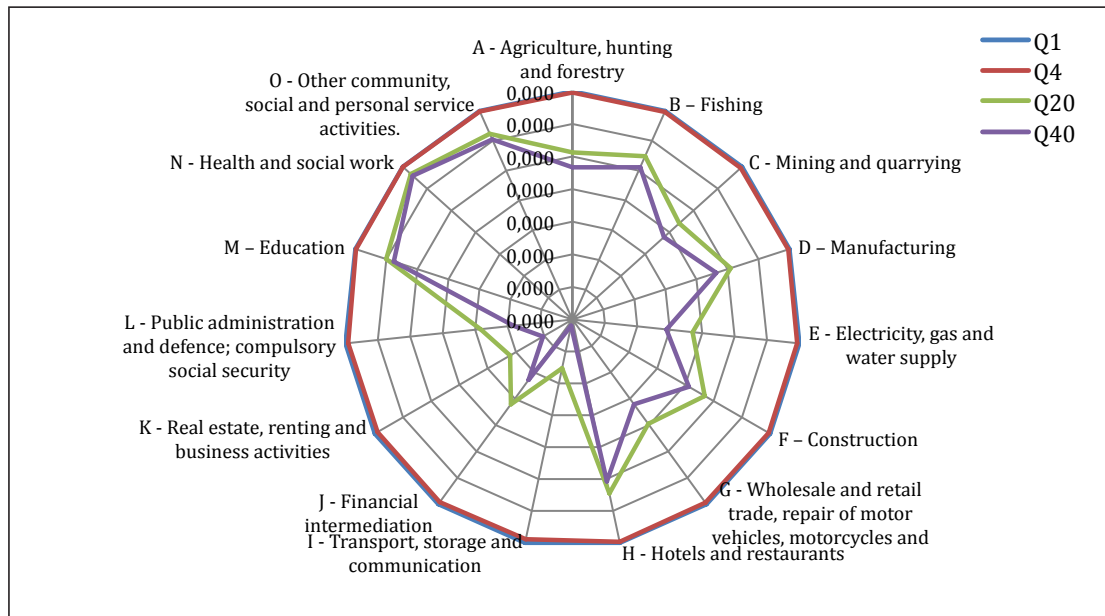 A - Agriculture, hunting
and forestry
B – Fishing
C - Mining and quarrying
D – Manufacturing
E - Electricity, gas and
water supply
F – Construction
G - Wholesale and retail
trade, repair of motor
vehicles, motorcycles and
H - Hotels and restaurants
I - Transport, storage and
communication
J - Financial
intermediation
K - Real estate, renting and
business activities
L - Public administration
and defence; compulsory
social security
M – Education
N - Health and social work
O - Other community,
social and personal service
activities.
0,000
0,000
0,000
0,000
0,000
0,000
0,000
0,000
Q1
Q4
Q20
Q40